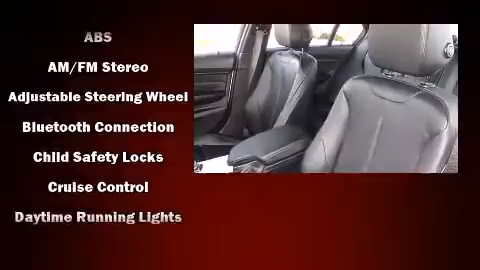 ABS
AM/FM Stereo
Adjustable Steering Wheel
Bluetooth Connection
Child Safety Locks
Cruise Control
Daytime Running Lights